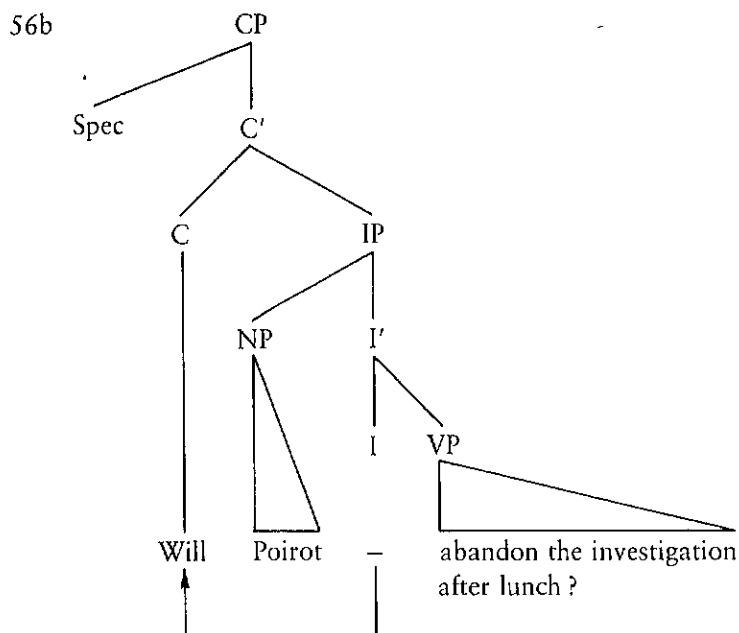 56b
CP
Spec
C'
C IP
NP I'
I VP
Will Poirot – abandon the investigation
after lunch?